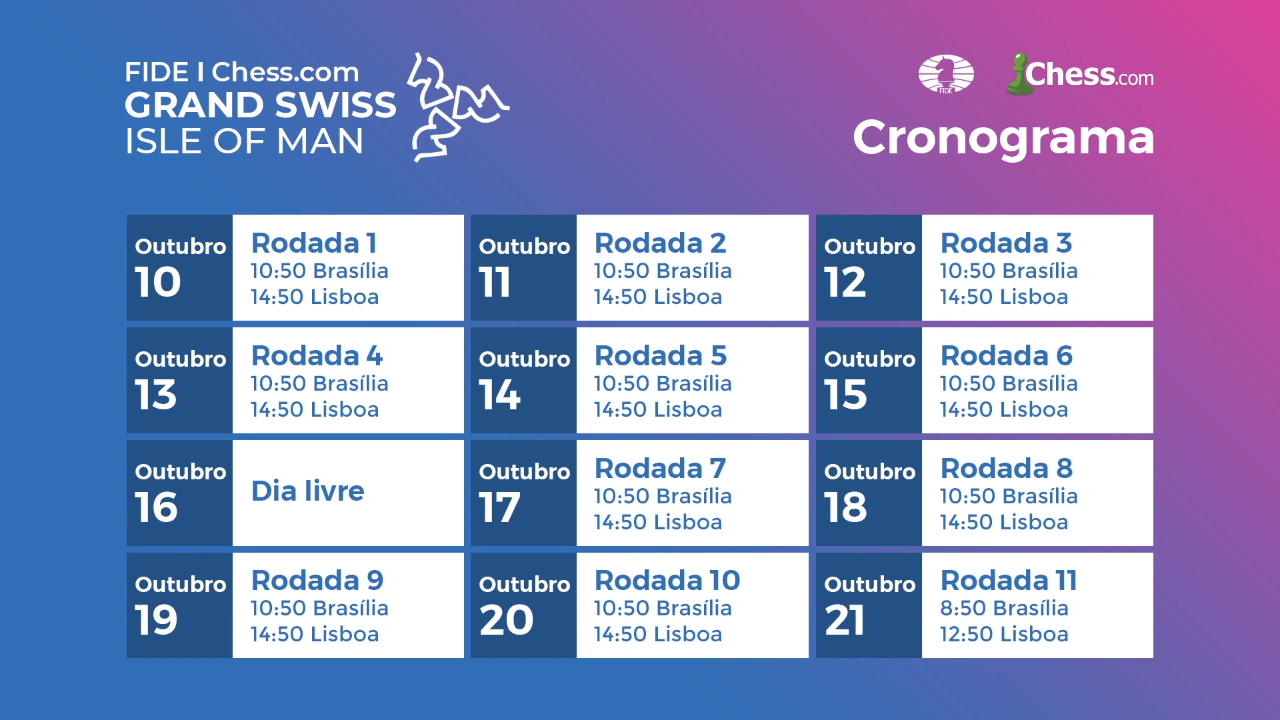 FIDE | Chess.com
GRAND SWISS
ISLE OF MAN
FIDE
Chess.com
Cronograma
Outubro
10
Rodada 1
10:50 Brasília
14:50 Lisboa
Outubro
11
Rodada 2
10:50 Brasília
14:50 Lisboa
Outubro
12
Rodada 3
10:50 Brasília
14:50 Lisboa
Outubro
13
Rodada 4
10:50 Brasília
14:50 Lisboa
Outubro
14
Rodada 5
10:50 Brasília
14:50 Lisboa
Outubro
15
Rodada 6
10:50 Brasília
14:50 Lisboa
Outubro
16
Dia livre
Outubro
17
Rodada 7
10:50 Brasília
14:50 Lisboa
Outubro
18
Rodada 8
10:50 Brasília
14:50 Lisboa
Outubro
19
Rodada 9
10:50 Brasília
14:50 Lisboa
Outubro
20
Rodada 10
10:50 Brasília
14:50 Lisboa
Outubro
21
Rodada 11
8:50 Brasília
12:50 Lisboa